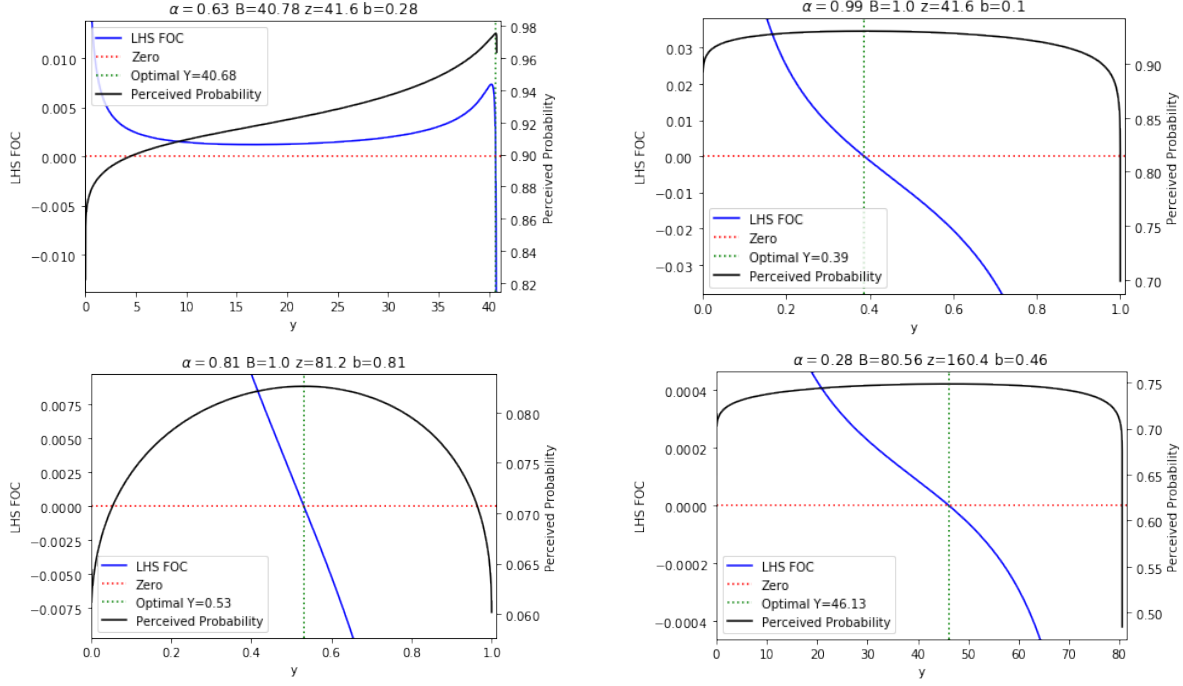 α = 0.63 B=40.78 z=41.6 b=0.28
LHS FOC
Zero
Optimal Y=40.68
Perceived Probability
0.010
0.005
0.000
−0.005
−0.010
LHS FOC
0.98
0.96
0.94
0.92
0.90
0.88
0.86
0.84
0.82
Perceived Probability
0 5 10 15 20 25 30 35 40
y
α = 0.99 B=1.0 z=41.6 b=0.1
LHS FOC
Zero
Optimal Y=0.39
Perceived Probability
0.03
0.02
0.01
0.00
−0.01
−0.02
−0.03
LHS FOC
0.90
0.85
0.80
0.75
0.70
Perceived Probability
0.0 0.2 0.4 0.6 0.8 1.0
y
α = 0.81 B=1.0 z=81.2 b=0.81
LHS FOC
Zero
Optimal Y=0.53
Perceived Probability
0.0075
0.0050
0.0025
0.0000
−0.0025
−0.0050
−0.0075
LHS FOC
0.080
0.075
0.070
0.065
0.060
Perceived Probability
0.0 0.2 0.4 0.6 0.8 1.0
y
α = 0.28 B=80.56 z=160.4 b=0.46
LHS FOC
Zero
Optimal Y=46.13
Perceived Probability
0.0004
0.0002
0.0000
−0.0002
−0.0004
LHS FOC
0.75
0.70
0.65
0.60
0.55
0.50
Perceived Probability
0 10 20 30 40 50 60 70 80
y